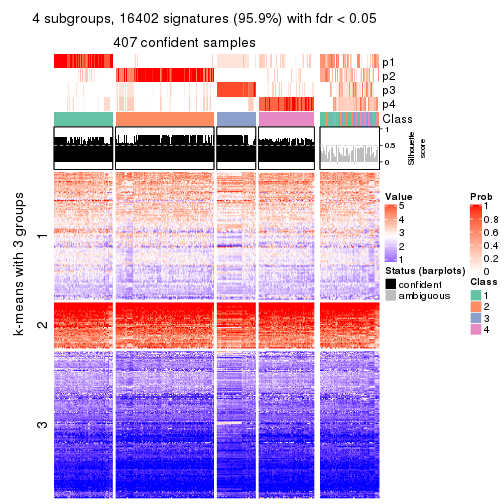 4 subgroups, 16402 signatures (95.9%) with fdr < 0.05
407 confident samples
p1
p2
p3
p4
Class
1
0.5
0
Silhouette
score
k-means with 3 groups
1
2
3
Value
5
4
3
2
1
Status (barplots)
confident
ambiguous
Prob
1
0.8
0.6
0.4
0.2
0
Class
1
2
3
4